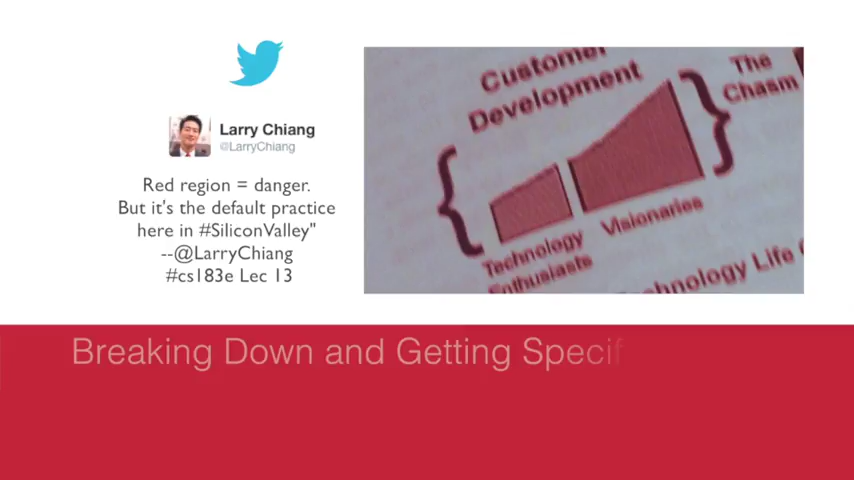 Larry Chiang
@LarryChiang
Red region = danger.
But it's the default practice
here in #SiliconValley"
--@LarryChiang
#cs183e Lec 13
Customer
Development
The
Chasm
Technology
Enthusiasts
Visionaries
Technology Life
Breaking Down and Getting Specif